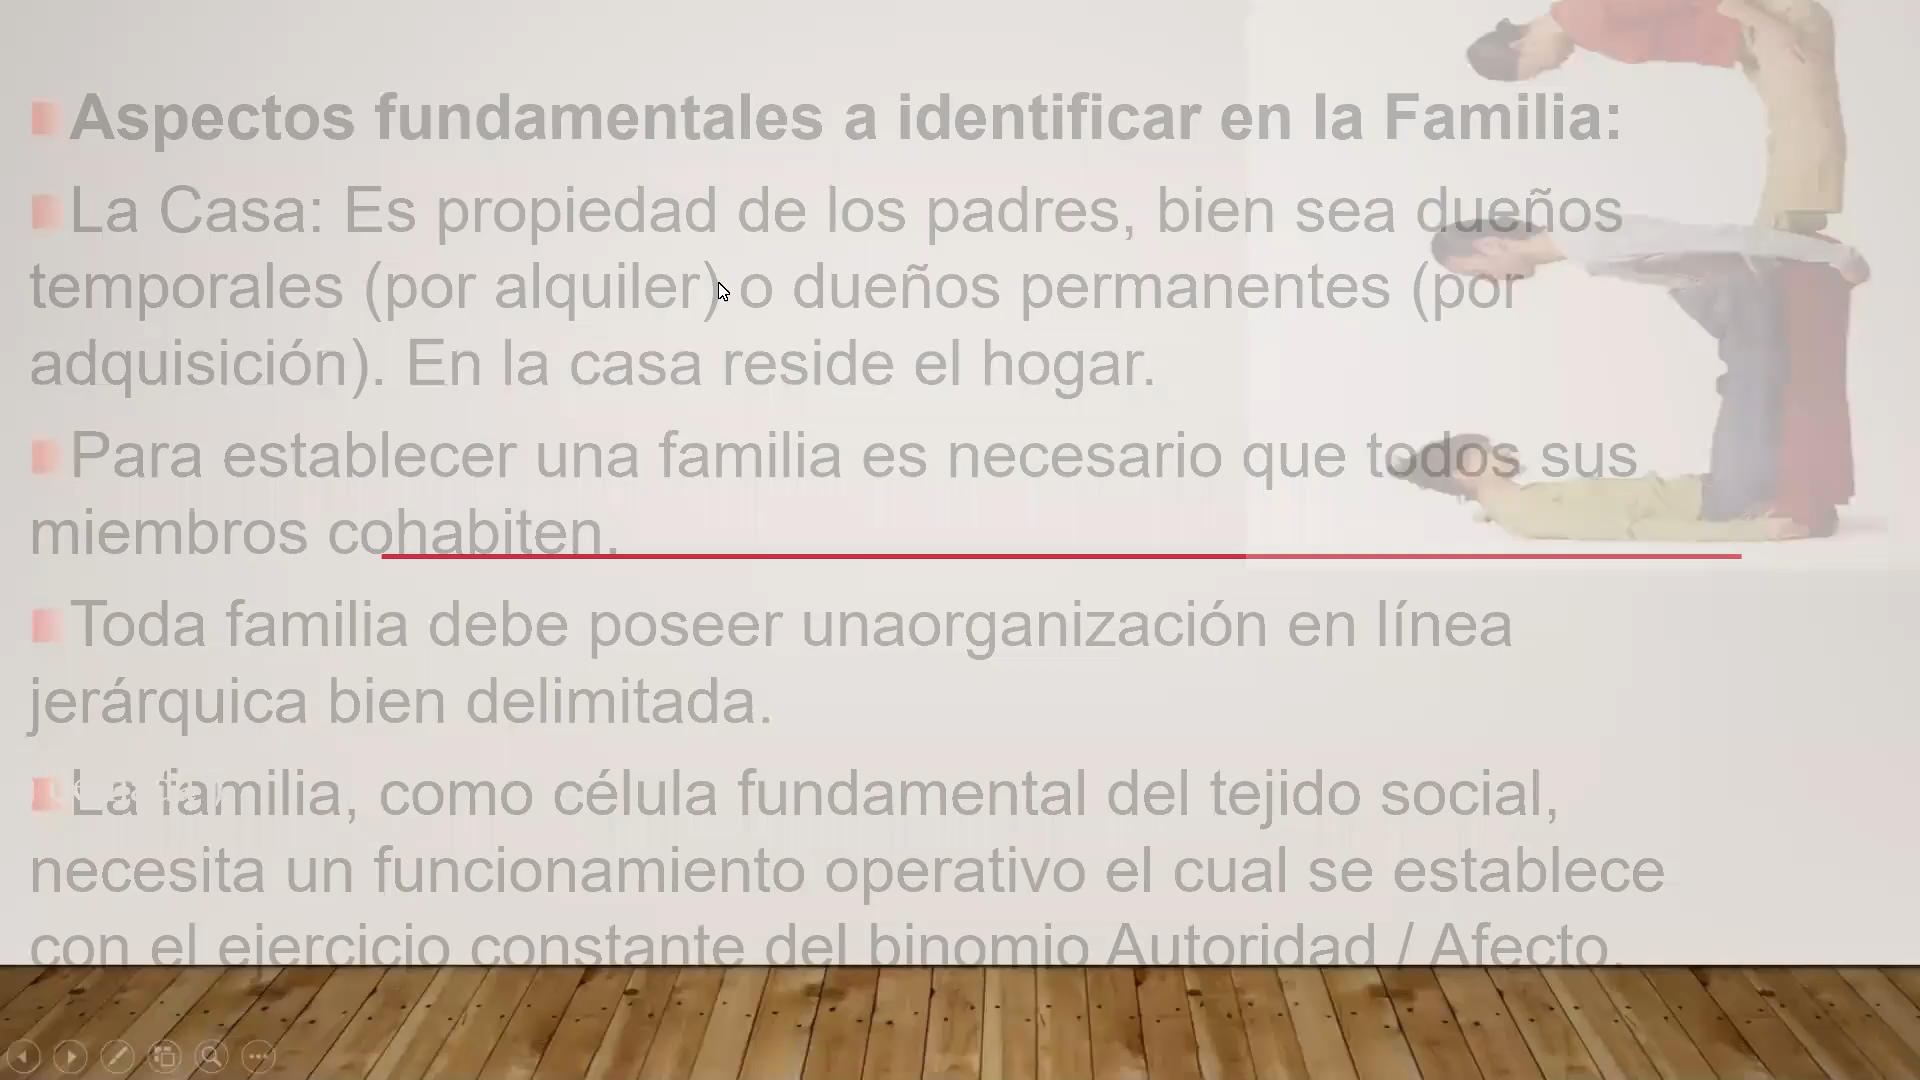 Aspectos fundamentales a identificar en la Familia:
La Casa: Es propiedad de los padres, bien sea dueños
temporales (por alquiler) o dueños permanentes (por
adquisición). En la casa reside el hogar.
Para establecer una familia es necesario que todos sus
miembros cohabiten.
Toda familia debe poseer unaorganización en línea
jerárquica bien delimitada.
La familia, como célula fundamental del tejido social,
necesita un funcionamiento operativo el cual se establece
con el ejercicio constante del binomio Autoridad / Afecto.